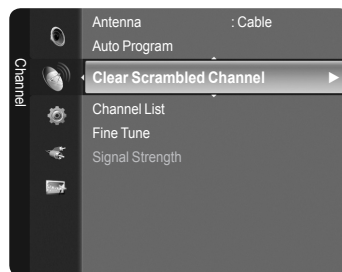 Channel
Antenna : Cable
Auto Program
Clear Scrambled Channel
Channel List
Fine Tune
Signal Strength